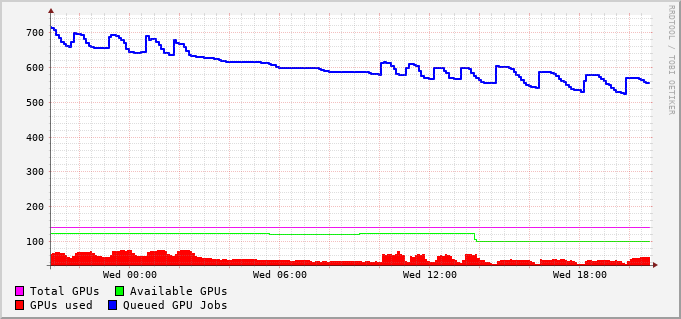 RRDTOOL / TOBI OETIKER
700
600
500
400
300
200
100
Wed 00:00 Wed 06:00 Wed 12:00 Wed 18:00
Total GPUs Available GPUs
GPUs used Queued GPU Jobs